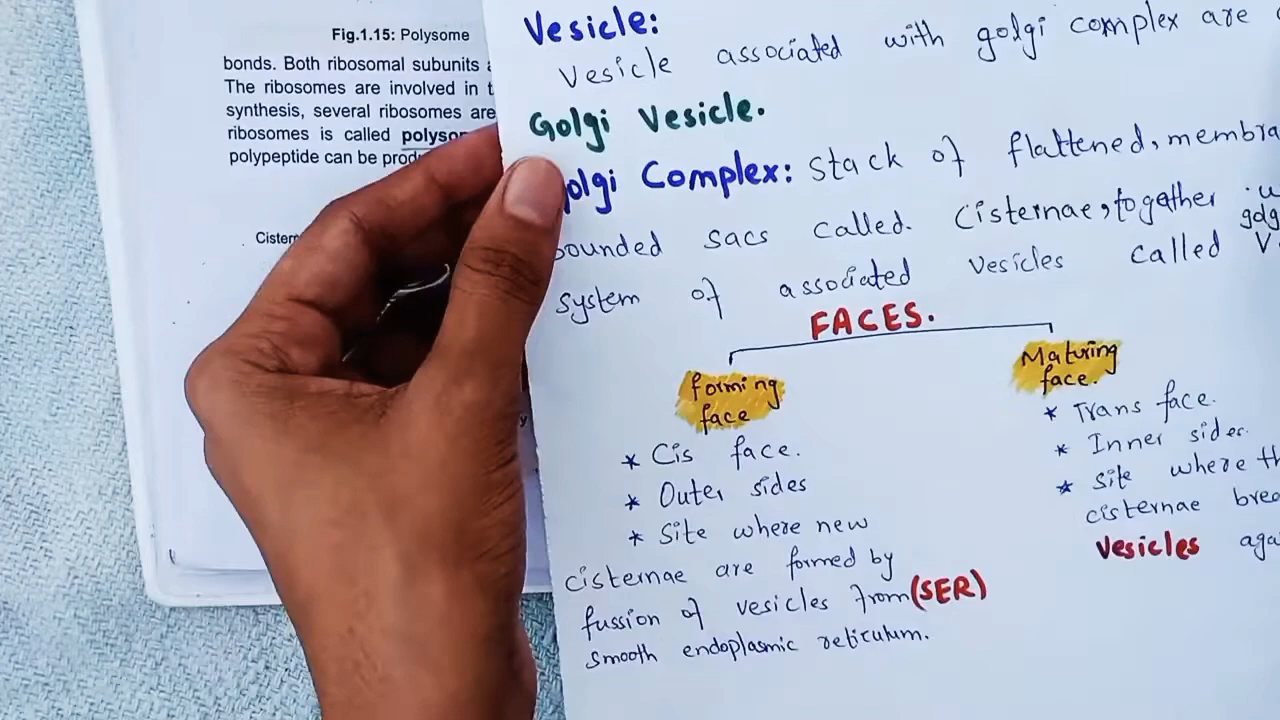 Fig.1.15: Polysome
bonds. Both ribosomal subunits
The ribosomes are involved in
synthesis, several ribosomes are
ribosomes is called
polypeptide can be
Vesicle:
Vesicle associated with golgi complex are
Golgi Vesicle.
Golgi Complex: stack of flattened, membra
bounded sacs called. Cisternae, together
system of associated vesicles called
FACES.
forming
face
* Cis face.
* Outer sides
* Site where new
cisternae are formed by
fussion of vesicles from (SER)
smooth endoplasmic reticulum.
Maturing
face.
* Trans face.
* Inner sides.
* Site where th
cisternae brea
vesicles aga